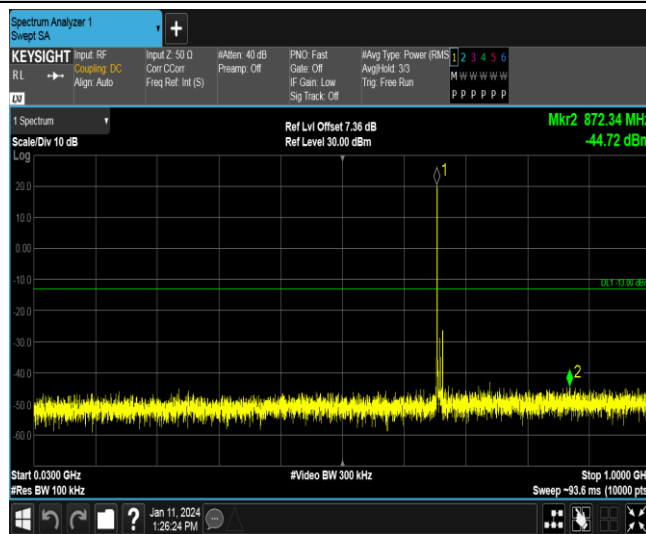 Spectrum Analyzer 1
Swept SA
+
KEYSIGHT
RL
LXI
Input: RF
Coupling: DC
Align: Auto
Input Z: 50 Ω
Corr CCorr
Freq Ref: Int (S)
#Atten: 40 dB
Preamp: Off
PNO: Fast
Gate: Off
IF Gain: Low
Sig Track: Off
#Avg Type: Power (RMS
Avg|Hold: 3/3
Trig: Free Run
1 2 3 4 5 6
M W W W W W
P P P P P P
1 Spectrum
Scale/Div 10 dB
Log
Ref Lvl Offset 7.36 dB
Ref Level 30.00 dBm
Mkr2 872.34 MHz
-44.72 dBm
1
20.0
10.0
0.00
-10.0
DL1 -13.00 dBm
-20.0
-30.0
-40.0
2
-50.0
-60.0
Start 0.0300 GHz
#Res BW 100 kHz
#Video BW 300 kHz
Stop 1.0000 GH
Sweep ~93.6 ms (10000 pts
?
Jan 11, 2024
1:26:24 PM